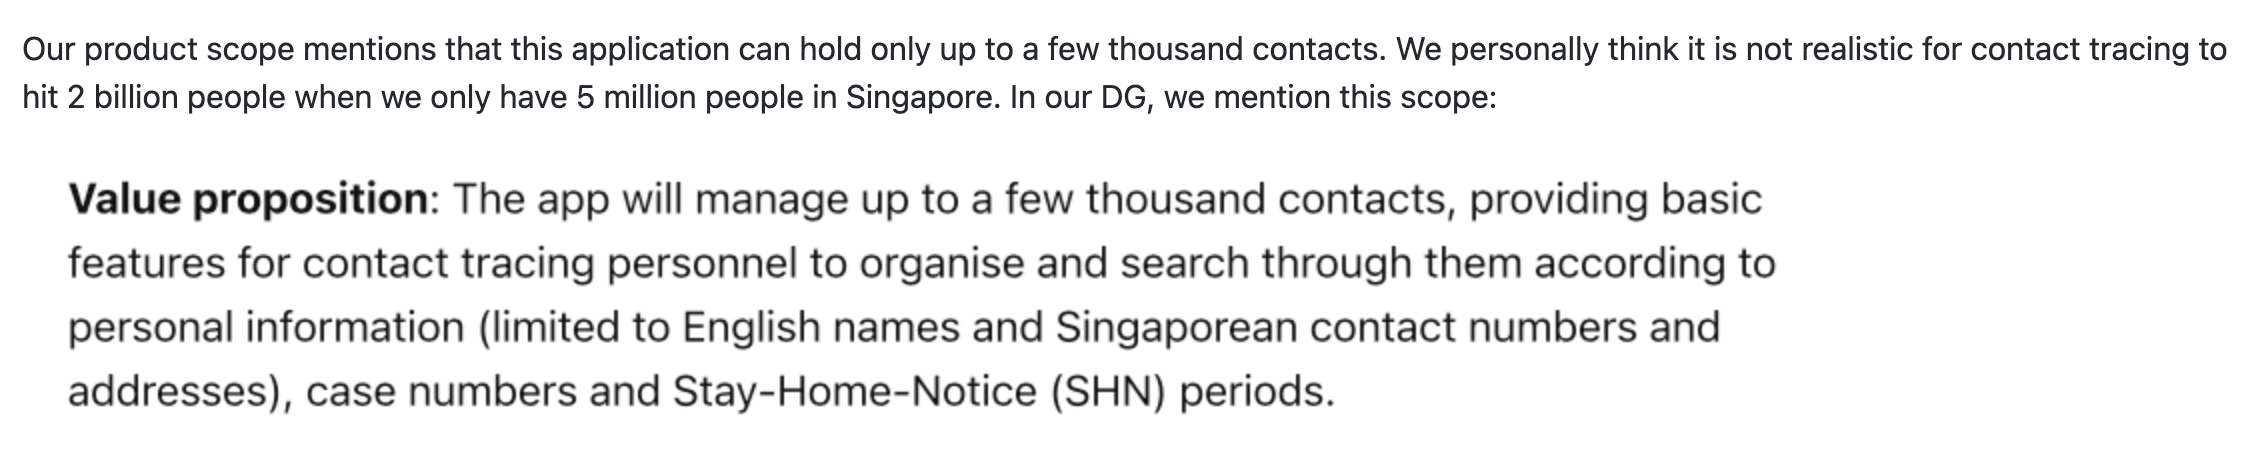 Our product scope mentions that this application can hold only up to a few thousand contacts. We personally think it is not realistic for contact tracing to
hit 2 billion people when we only have 5 million people in Singapore. In our DG, we mention this scope:
Value proposition: The app will manage up to a few thousand contacts, providing basic
features for contact tracing personnel to organise and search through them according to
personal information (limited to English names and Singaporean contact numbers and
addresses), case numbers and Stay-Home-Notice (SHN) periods.